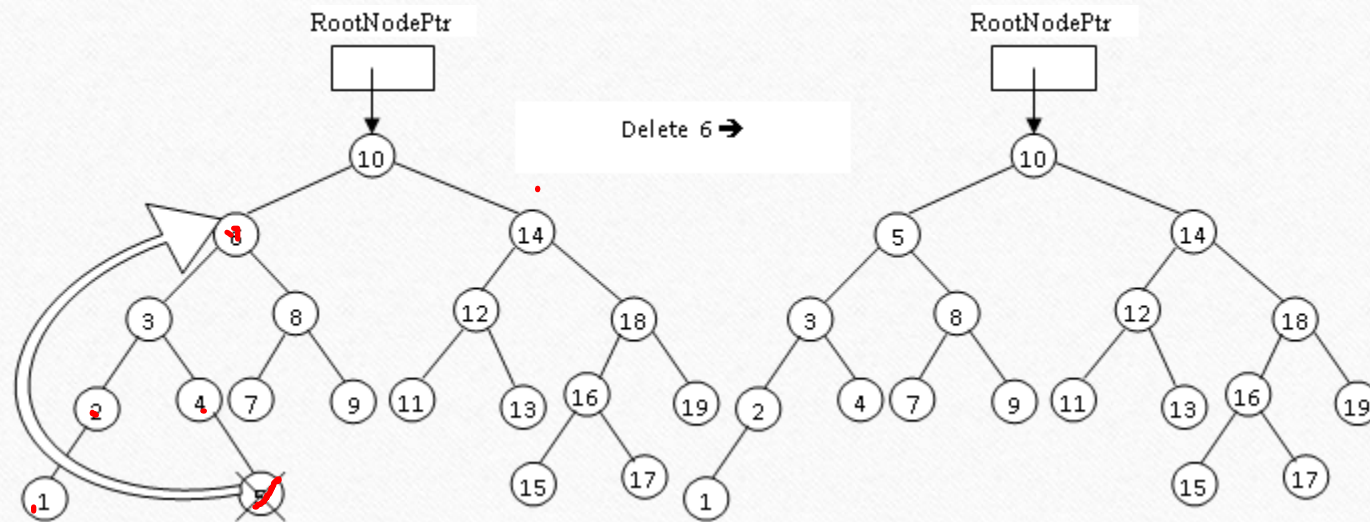 RootNodePtr RootNodePtr
Delete 6 ➔
10 10
6 14 5 14
3 8 12 18 3 8 12 18
2 4 7 9 11 13 16 19 2 4 7 9 11 13 16 19
1 5 15 17 1 15 17